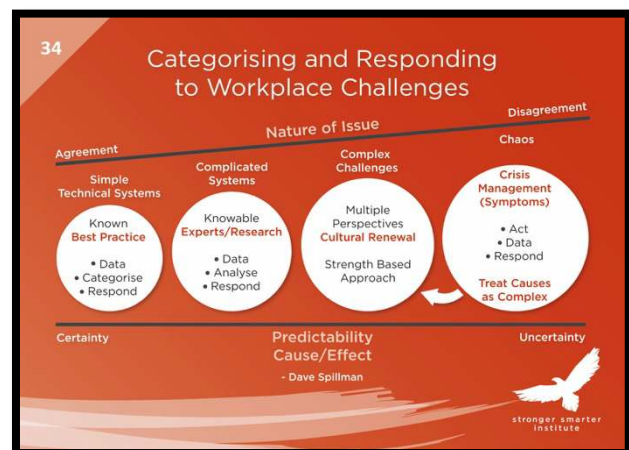 34
Categorising and Responding
to Workplace Challenges
Disagreement
Nature of Issue
Agreement
Simple
Technical Systems
Known
Best Practice
• Data
• Categorise
• Respond
Complicated
Systems
Knowable
Experts/Research
• Data
• Analyse
• Respond
Complex
Challenges
Multiple
Perspectives
Cultural Renewal
Strength Based
Approach
Chaos
Crisis
Management
(Symptoms)
• Act
• Data
• Respond
Treat Causes
as Complex
Certainty
Predictability
Cause/Effect
- Dave Spillman
Uncertainty
stronger smarter
institute